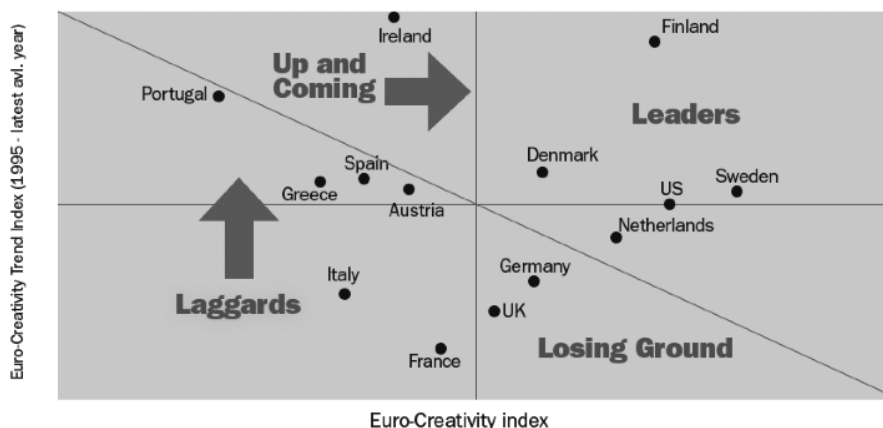 Euro-Creativity Trend Index (1995 - latest avl. year)
Ireland
Finland
Up and
Coming
Portugal
Leaders
Denmark
Spain
Sweden
US
Greece
Austria
Netherlands
Italy
Germany
Laggards
UK
Losing Ground
France
Euro-Creativity index